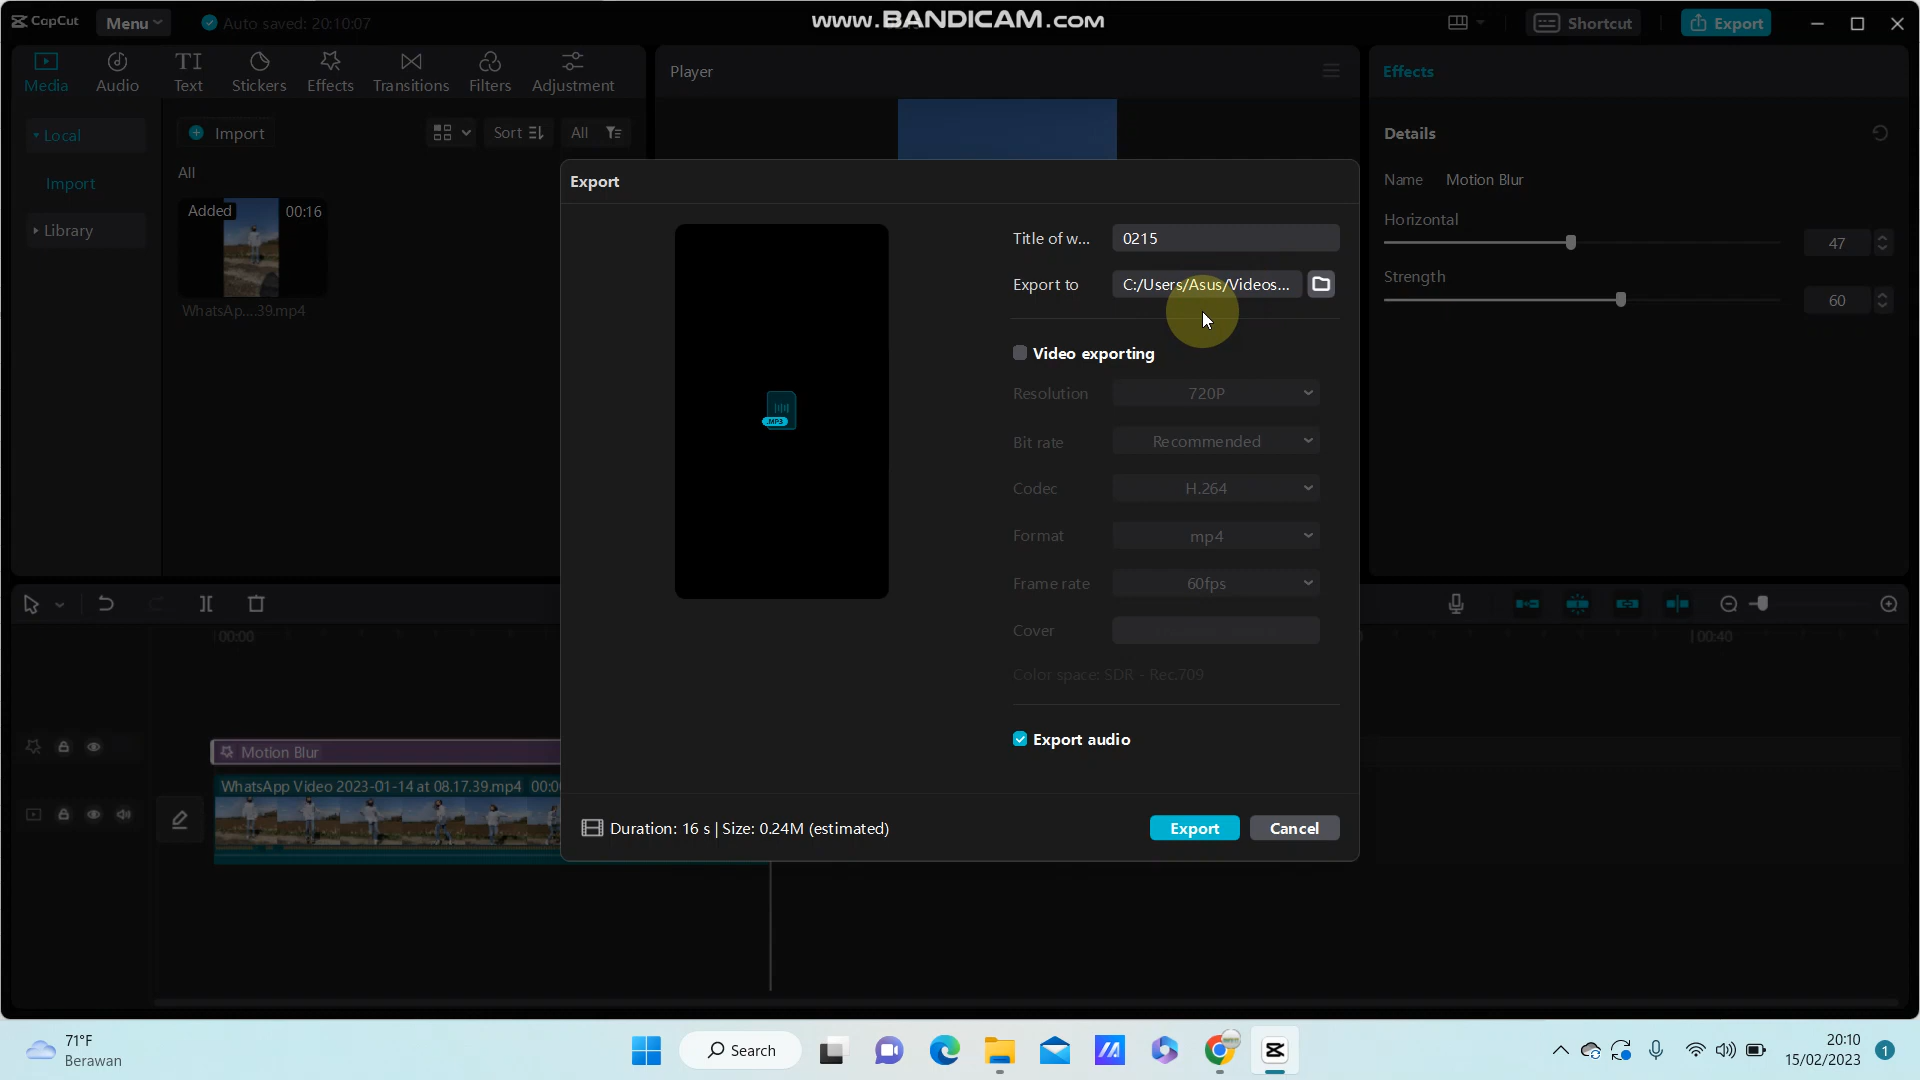 CapCut
Menu
Auto saved: 20:10:07
www.BANDICAM.com
Shortcut
Export
Media
Audio
Text
Stickers
Effects
Transitions
Filters
Adjustment
Player
Effects
Local
Import
Library
Import
Sort
All
All
Added
00:16
WhatsAp....39.mp4
Details
Name
Motion Blur
Horizontal
47
Strength
60
Export
Title of w...
0215
Export to
C:/Users/Asus/Videos...
Video exporting
Resolution
720P
Bit rate
Recommended
Codec
H.264
Format
mp4
Frame rate
60fps
Cover
Color space: SDR - Rec.709
Export audio
.MP3
Duration: 16 s | Size: 0.24M (estimated)
Export
Cancel
00:00
00:40
Motion Blur
WhatsApp Video 2023-01-14 at 08.17.39.mp4 00:0
71°F
Berawan
Search
20:10
15/02/2023
1